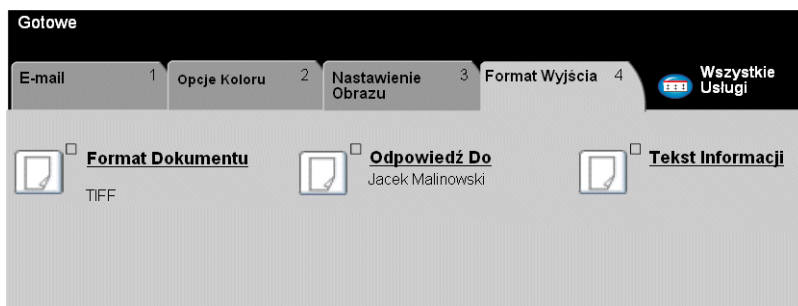 Gotowe
E-mail 1
Opcje Koloru 2
Nastawienie 3
Obrazu
Format Wyjścia 4
Wszystkie
Usługi
Format Dokumentu
TIFF
Odpowiedź Do
Jacek Malinowski
Tekst Informacji